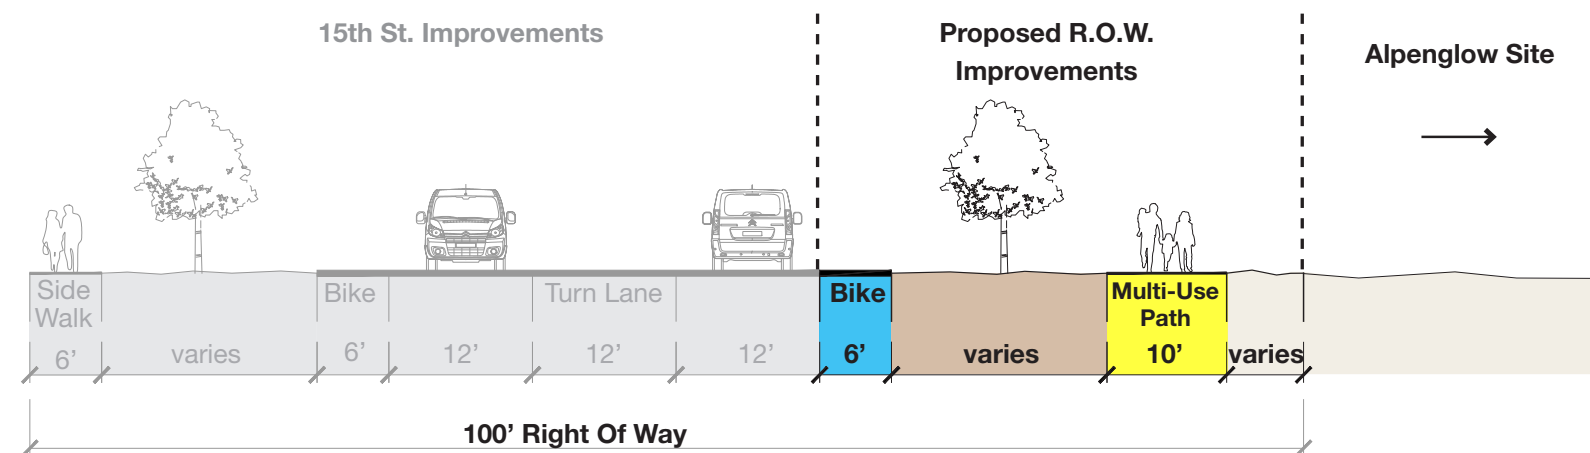 15th St. Improvements
Proposed R.O.W.
Improvements
Alpenglow Site
Side
Walk
Bike
Turn Lane
Bike
Multi-Use
Path
6’
varies
6’
12’
12’
12’
6’
varies
10’
varies
100’ Right Of Way